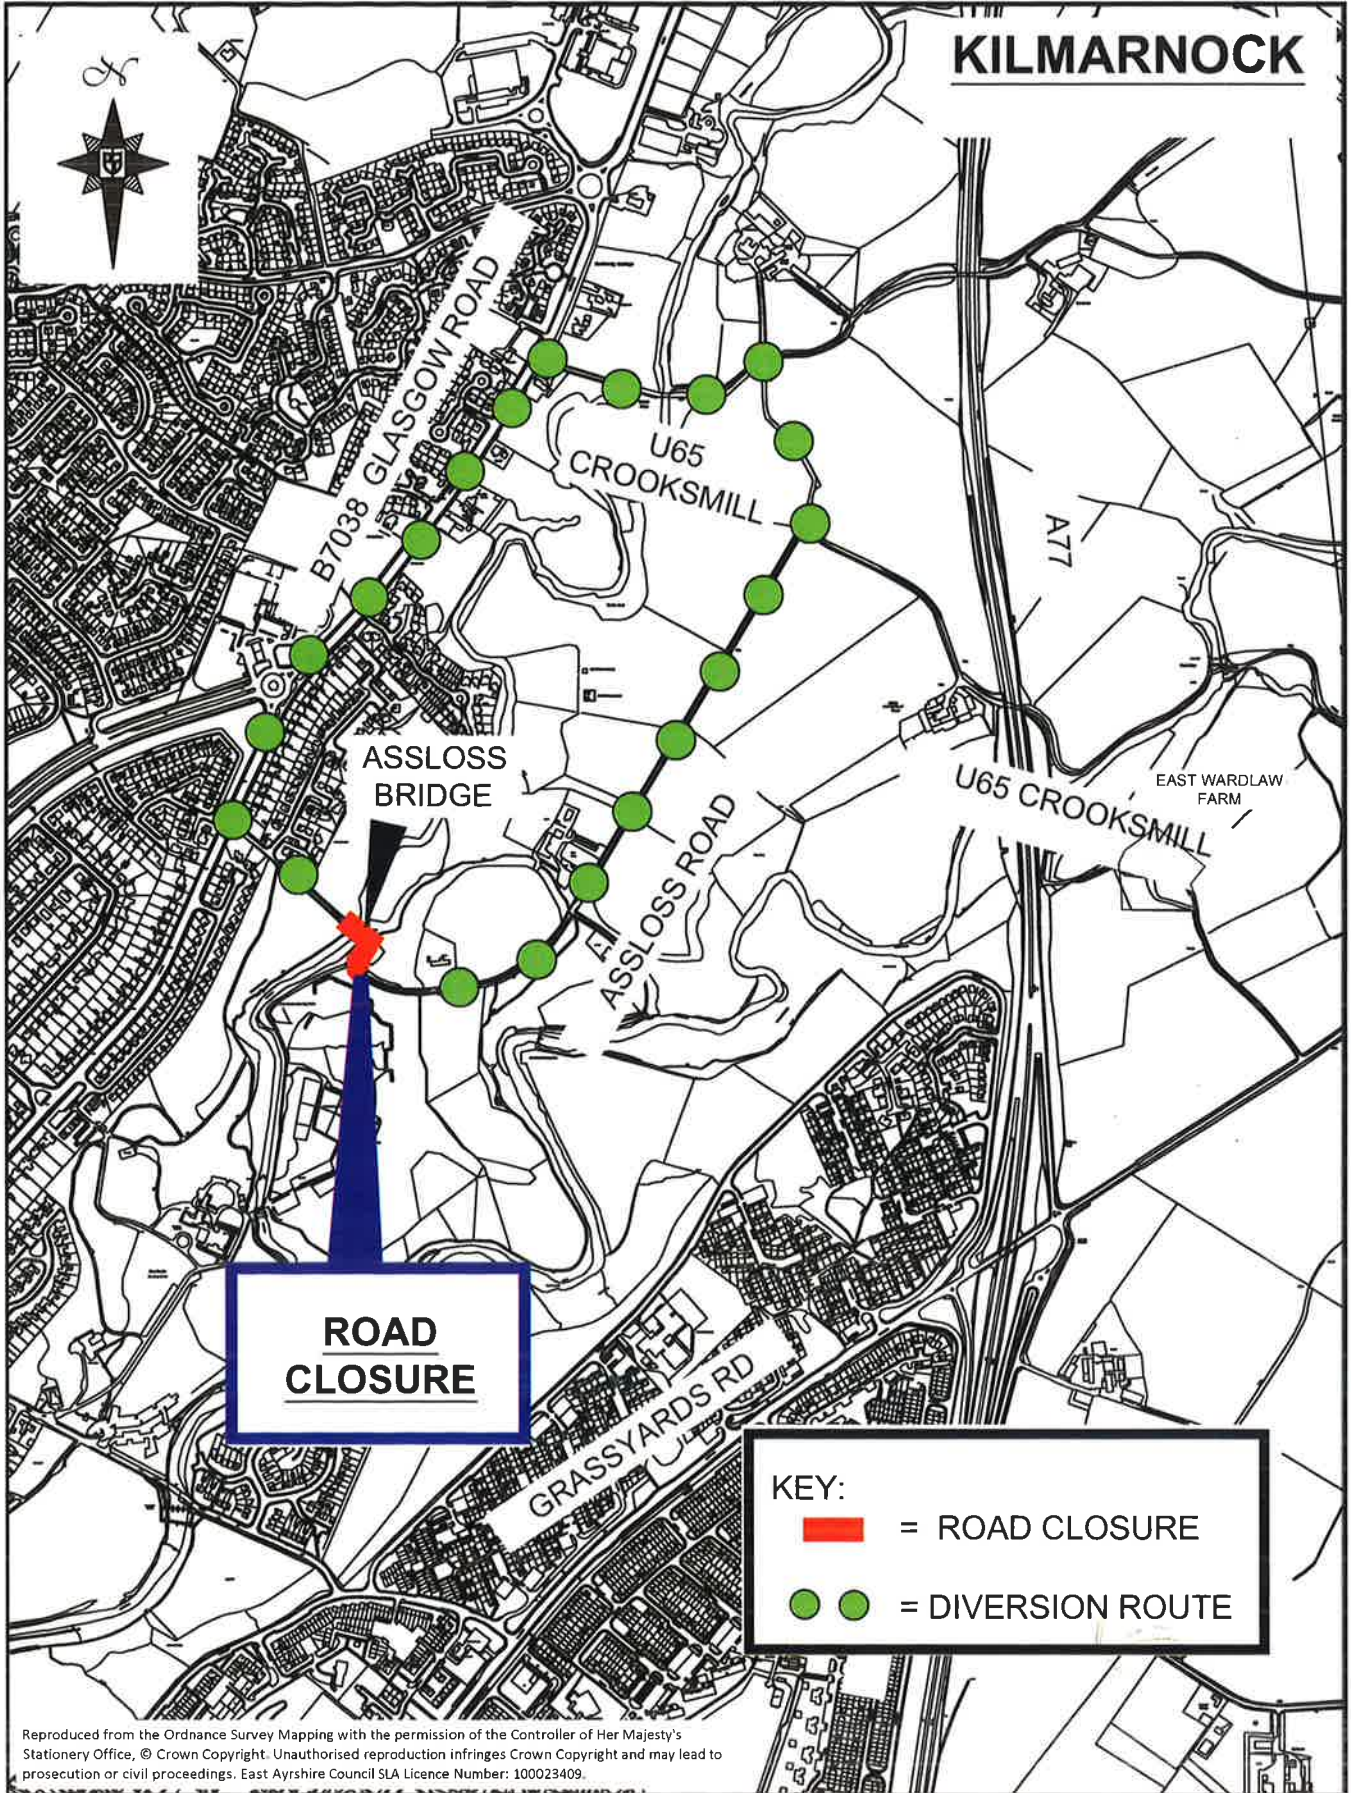 KILMARNOCK
N
B7038 GLASGOW ROAD
U65
CROOKSMILL
A77
ASSLOSS
BRIDGE
ASSLOSS ROAD
U65 CROOKSMILL
EAST WARDLAW
FARM
ROAD
CLOSURE
GRASSYARDS RD
KEY:
= ROAD CLOSURE
= DIVERSION ROUTE
Reproduced from the Ordnance Survey Mapping with the permission of the Controller of Her Majesty's
Stationery Office, © Crown Copyright. Unauthorised reproduction infringes Crown Copyright and may lead to
prosecution or civil proceedings. East Ayrshire Council SLA Licence Number: 100023409.